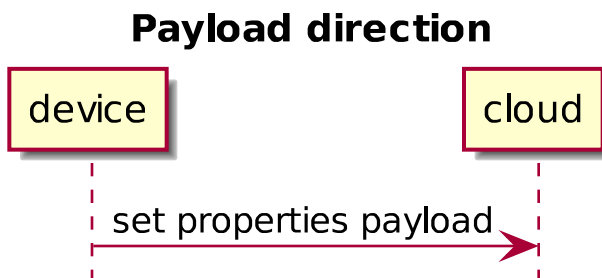 Payload direction
device
cloud
set properties payload